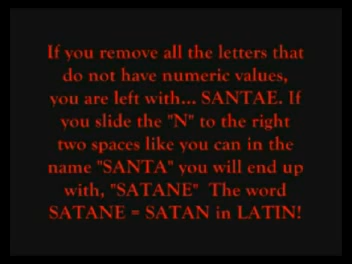 If you remove all the letters that
do not have numeric values,
you are left with... SANTAE. If
you slide the "N" to the right
two spaces like you can in the
name "SANTA" you will end up
with, "SATANE" The word
SATANE = SATAN in LATIN!